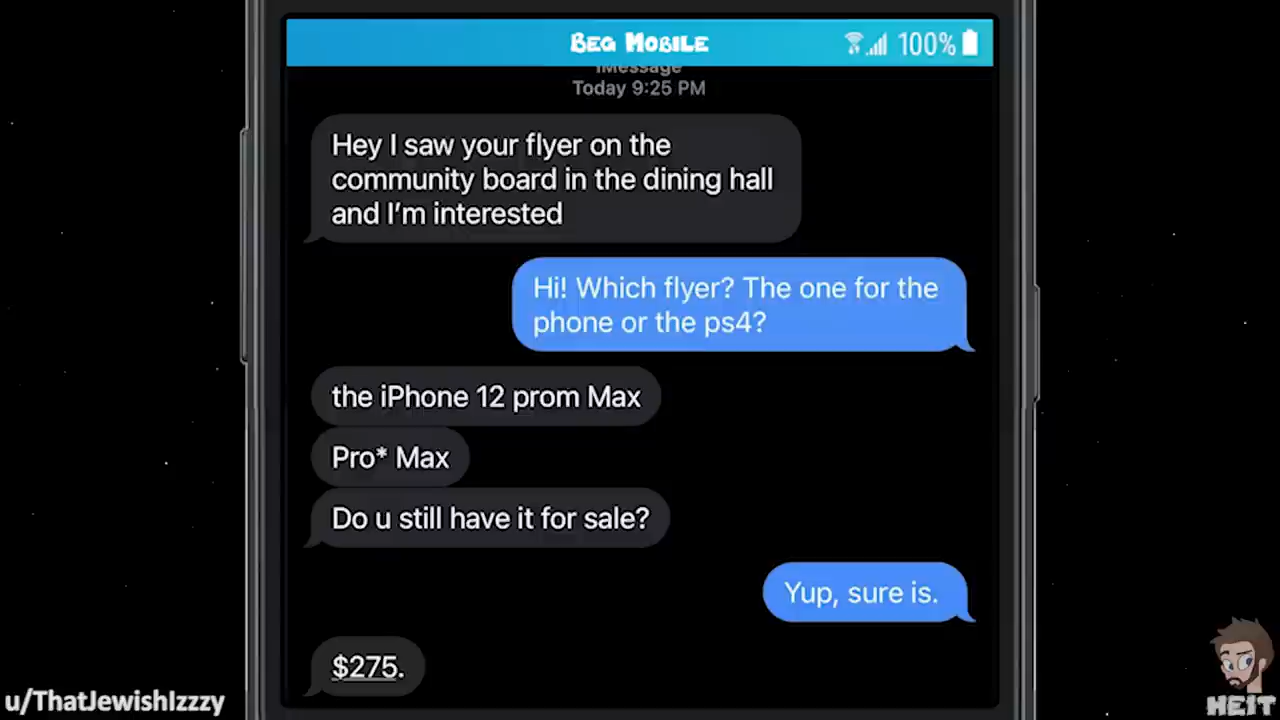 Beg Mobile
100%
iMessage
Today 9:25 PM
Hey I saw your flyer on the
community board in the dining hall
and I'm interested
Hi! Which flyer? The one for the
phone or the ps4?
the iPhone 12 prom Max
Pro* Max
Do u still have it for sale?
Yup, sure is.
$275.
u/ThatJewishIzzzy
HEIT